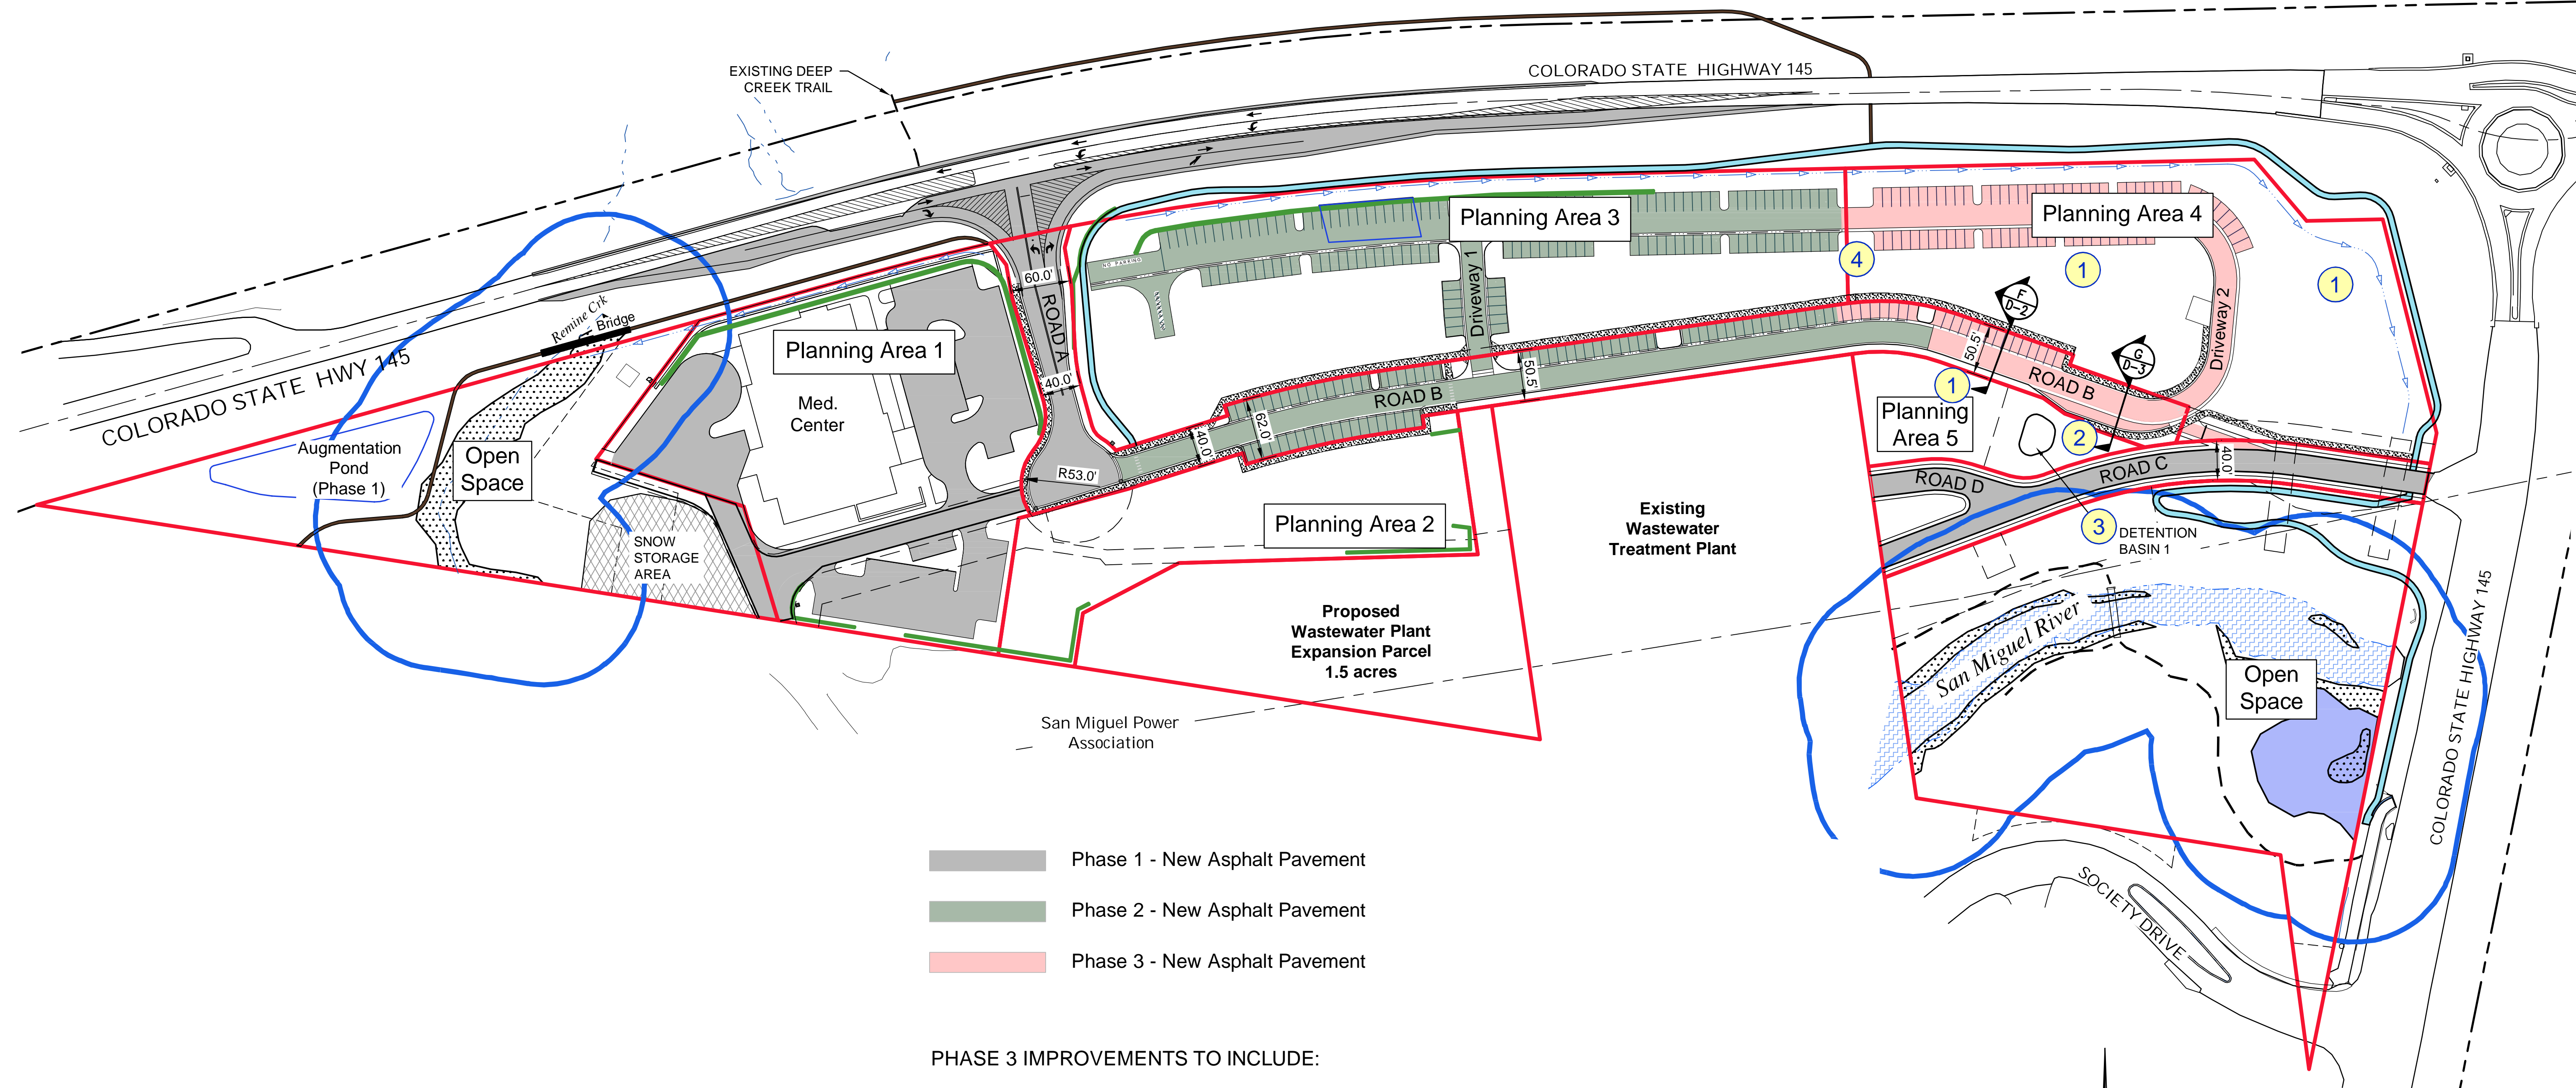 EXISTING DEEP
CREEK TRAIL
COLORADO STATE HIGHWAY 145
Planning Area 3
Planning Area 4
NO PARKING
4
1
1
60.0'
ROAD A
Driveway 1
Driveway 2
F
D-2
Remine Crk
Bridge
COLORADO STATE HWY 145
Planning Area 1
Med.
Center
40.0'
50.5'
50.5'
G
D-3
ROAD B
1
ROAD B
62.0'
40.0'
Planning
Area 5
2
Augmentation
Pond
(Phase 1)
Open
Space
R53.0'
ROAD D
ROAD C
40.0'
Planning Area 2
Existing
Wastewater
Treatment Plant
3
DETENTION
BASIN 1
SNOW
STORAGE
AREA
Proposed
Wastewater Plant
Expansion Parcel
1.5 acres
San Miguel River
Open
Space
COLORADO STATE HIGHWAY 145
San Miguel Power
Association
SOCIETY DRIVE
Phase 1 - New Asphalt Pavement
Phase 2 - New Asphalt Pavement
Phase 3 - New Asphalt Pavement
PHASE 3 IMPROVEMENTS TO INCLUDE: